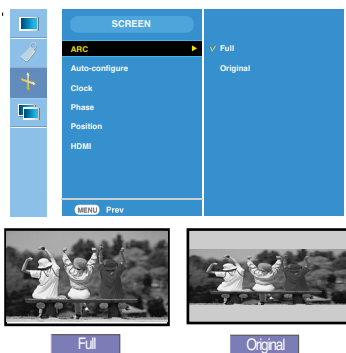 SCREEN
ARC
Auto-configure
Clock
Phase
Position
HDMI
Full
Original
MENU Prev
Full
Original